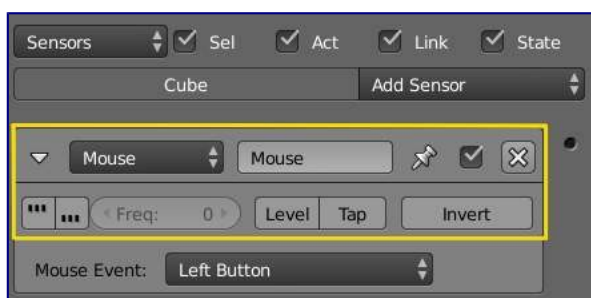 Sensors Sel Act Link State
Cube Add Sensor
Mouse Mouse
Freq: 0 Level Tap Invert
Mouse Event: Left Button